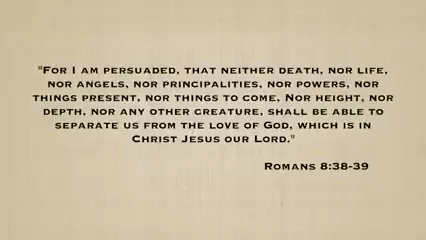 "For I am persuaded, that neither death, nor life,
nor angels, nor principalities, nor powers, nor
things present, nor things to come, Nor height, nor
depth, nor any other creature, shall be able to
separate us from the love of God, which is in
Christ Jesus our Lord."
Romans 8:38-39